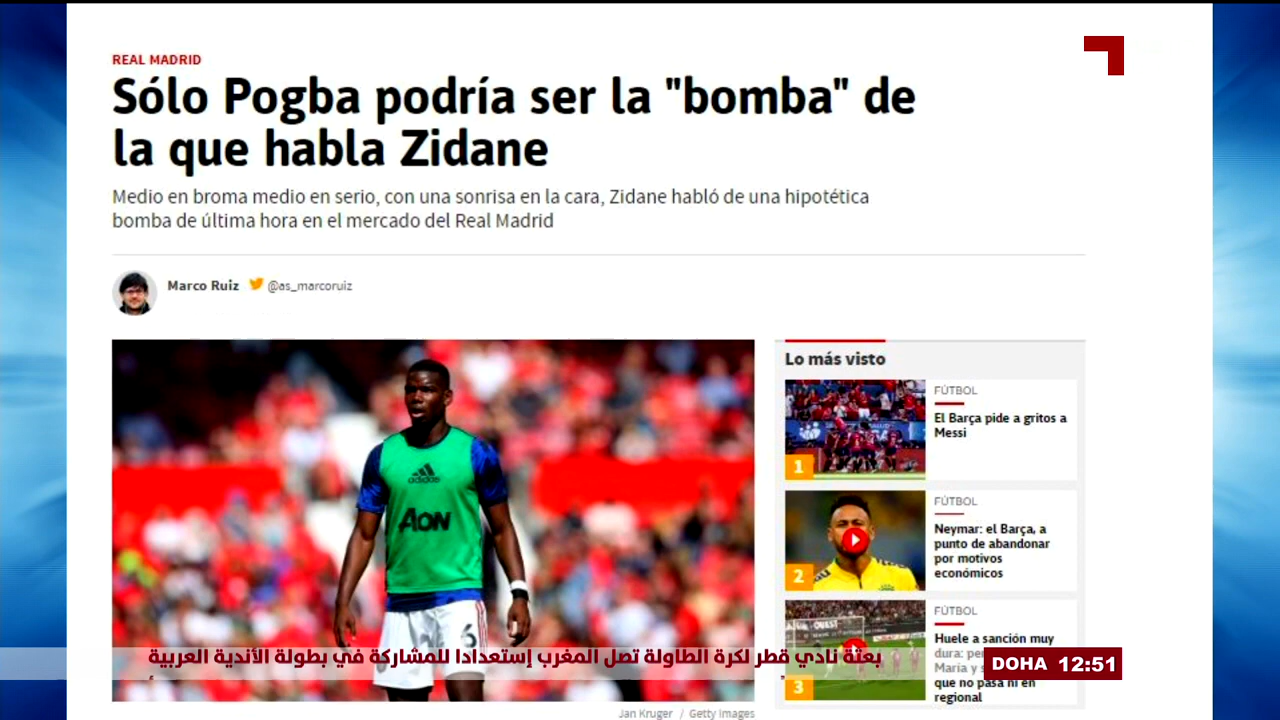 REAL MADRID
Sólo Pogba podría ser la "bomba" de
la que habla Zidane
Medio en broma medio en serio, con una sonrisa en la cara, Zidane habló de una hipotética
bomba de última hora en el mercado del Real Madrid
Marco Ruiz @as_marcoruiz
adidas
AON
6
Jan Kruger / Getty Images
Lo más visto
1
FÚTBOL
El Barça pide a gritos a
Messi
2
FÚTBOL
Neymar: el Barça, a
punto de abandonar
por motivos
económicos
3
FÚTBOL
Huele a sanción muy
dura:
María y
que no pasa ni en
regional
بعثة نادي قطر لكرة الطاولة تصل المغرب إستعدادا للمشاركة في بطولة الأندية العربية
DOHA 12:51